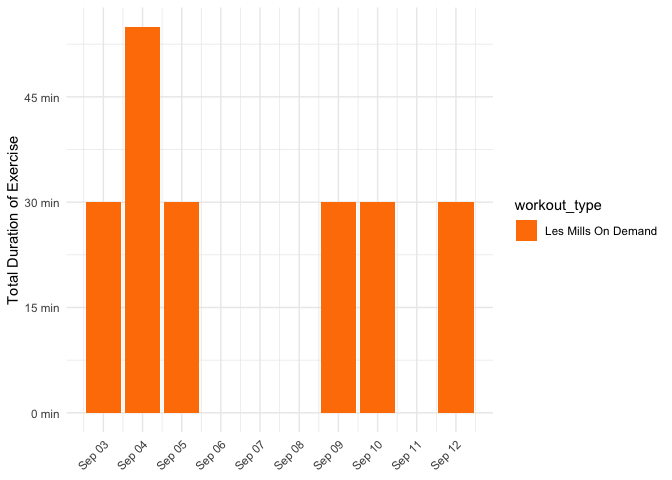 Total Duration of Exercise
45 min
30 min
15 min
0 min
Sep 03
Sep 04
Sep 05
Sep 06
Sep 07
Sep 08
Sep 09
Sep 10
Sep 11
Sep 12
workout_type
Les Mills On Demand